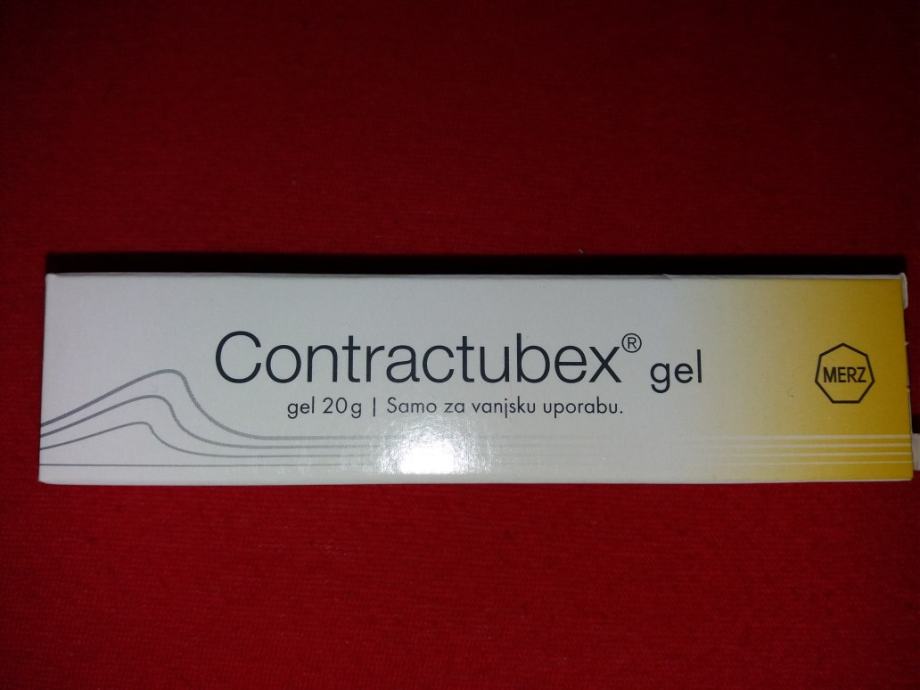 Contractubex® gel
gel 20g | Samo za vanjsku uporabu.
MERZ